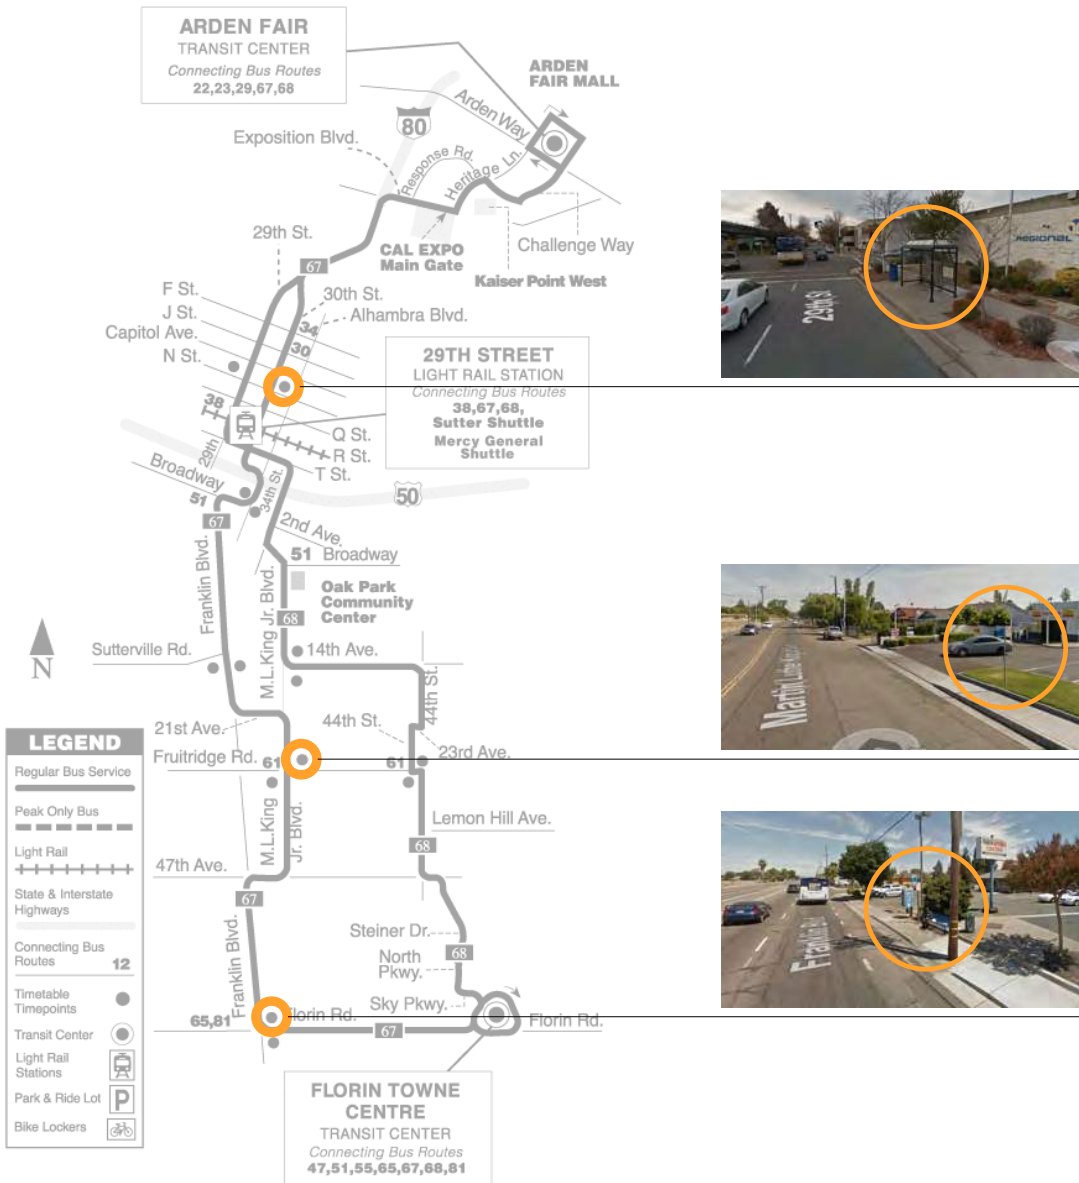 ARDEN FAIR
TRANSIT CENTER
Connecting Bus Routes
22,23,29,67,68
ARDEN
FAIR MALL
Arden Way
80
Exposition Blvd.
Response Rd.
Heritage Ln.
29th St.
CAL EXPO
Main Gate
Challenge Way
Kaiser Point West
67
F St.
30th St.
J St.
Alhambra Blvd.
34
Capitol Ave.
30
N St.
29TH STREET
LIGHT RAIL STATION
Connecting Bus Routes
38,67,68,
Sutter Shuttle
Mercy General
Shuttle
38
Q St.
R St.
T St.
29th
Broadway
34th St.
51
50
67
2nd Ave.
51 Broadway
Franklin Blvd.
M.L.King Jr. Blvd.
Oak Park
Community
Center
68
N
Sutterville Rd.
14th Ave.
44th St.
21st Ave.
44th St.
23rd Ave.
Fruitridge Rd.
61
61
M.L.King
Jr. Blvd.
Lemon Hill Ave.
68
47th Ave.
67
Franklin Blvd.
Steiner Dr.
68
North
Pkwy.
Sky Pkwy.
65,81
Florin Rd.
67
Florin Rd.
FLORIN TOWNE
CENTRE
TRANSIT CENTER
Connecting Bus Routes
47,51,55,65,67,68,81
LEGEND
Regular Bus Service
Peak Only Bus
Light Rail
State & Interstate
Highways
Connecting Bus
Routes 12
Timetable
Timepoints
Transit Center
Light Rail
Stations
Park & Ride Lot P
Bike Lockers
REGIONAL
29th St
Martin Luther King
Franklin Bl